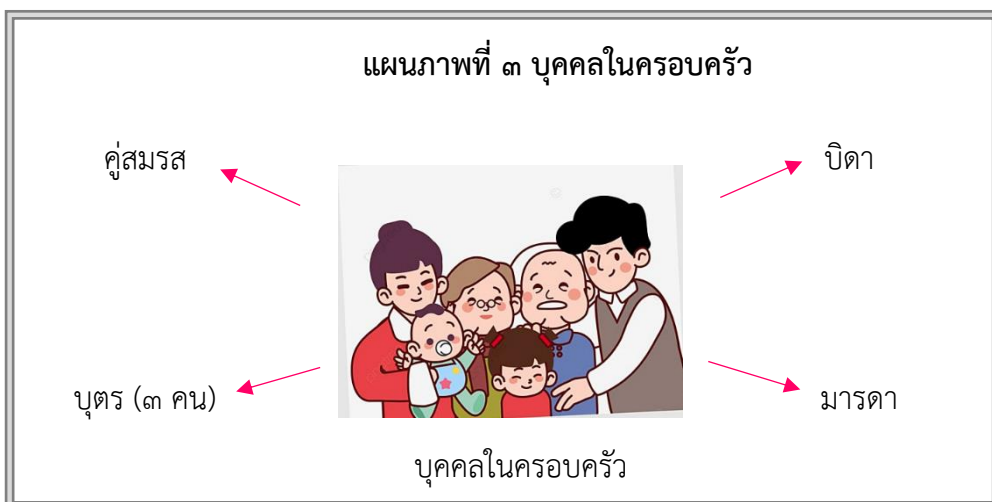 แผนภาพที่ ๓ บุคคลในครอบครัว
คู่สมรส
บิดา
บุตร (๓ คน)
มารดา
บุคคลในครอบครัว